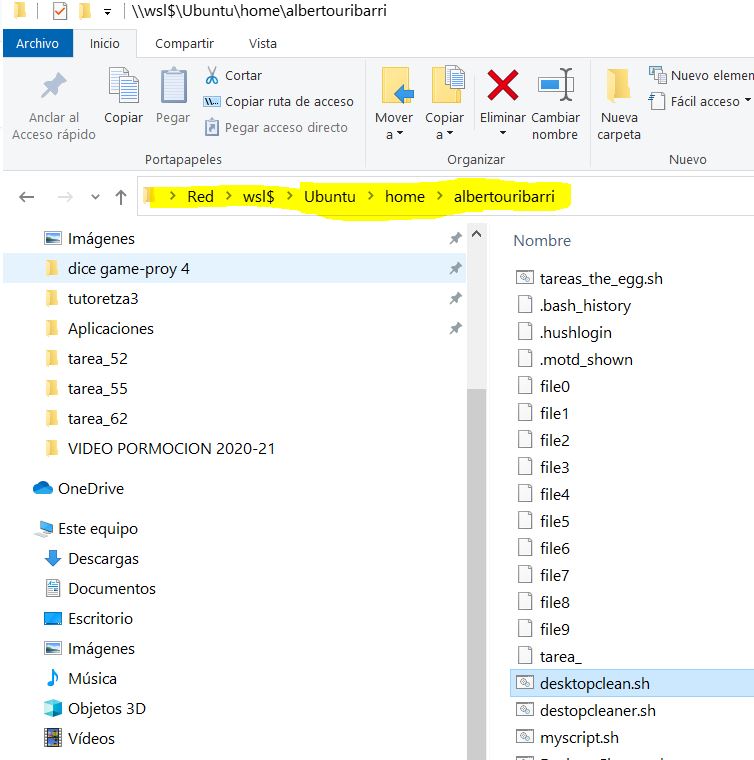 \\wsl$\Ubuntu\home\albertouribarri
Archivo Inicio Compartir Vista
Anclar al
Acceso rápido
Copiar
Pegar
Cortar
Copiar ruta de acceso
Pegar acceso directo
Mover
a
Copiar
a
Eliminar
Cambiar
nombre
Nueva
carpeta
Nuevo elemen
Fácil acceso
Portapapeles Organizar Nuevo
Red > wsl$ > Ubuntu > home > albertouribarri
Imágenes
dice game-proy 4
tutoretza3
Aplicaciones
tarea_52
tarea_55
tarea_62
VIDEO PORMOCION 2020-21
OneDrive
Este equipo
Descargas
Documentos
Escritorio
Imágenes
Música
Objetos 3D
Vídeos
Nombre
tareas_the_egg.sh
.bash_history
.hushlogin
.motd_shown
file0
file1
file2
file3
file4
file5
file6
file7
file8
file9
tarea_
desktopclean.sh
destopcleaner.sh
myscript.sh